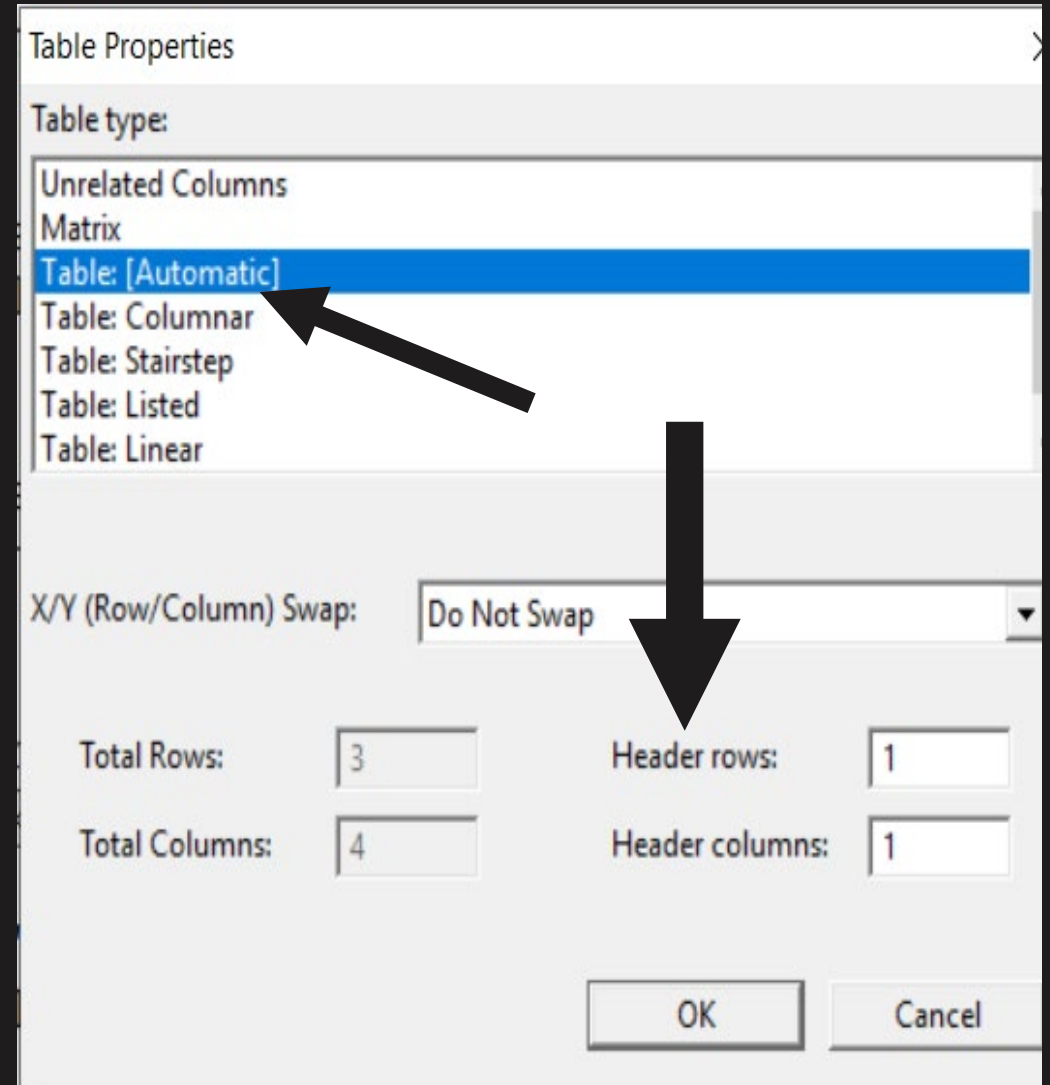 Table Properties
Table type:
Unrelated Columns
Matrix
Table: [Automatic]
Table: Columnar
Table: Stairstep
Table: Listed
Table: Linear
X/Y (Row/Column) Swap: Do Not Swap
Total Rows: 3 Header rows: 1
Total Columns: 4 Header columns: 1
OK Cancel